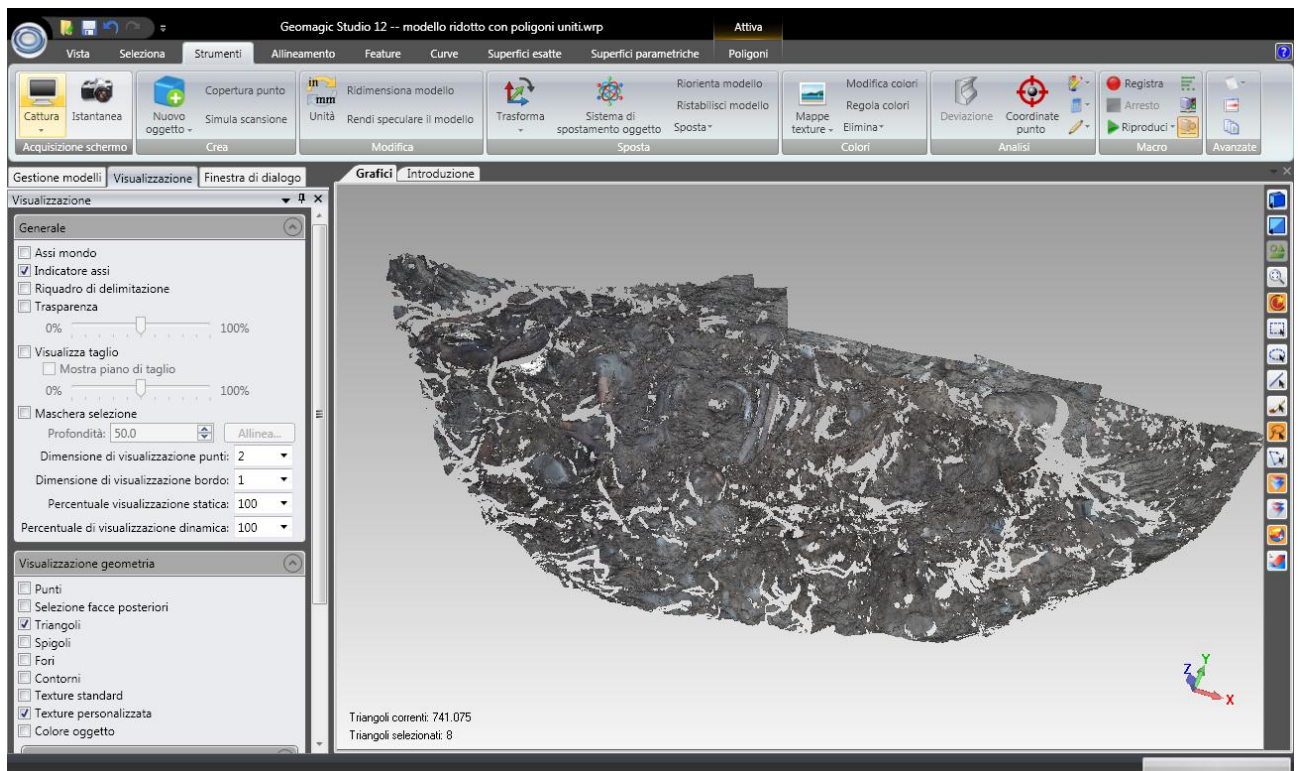 Geomagic Studio 12 -- modello ridotto con poligoni uniti.wrp
Attiva
Vista Seleziona Strumenti Allineamento Feature Curve Superfici esatte Superfici parametriche Poligoni
Cattura
Istantanea
Acquisizione schermo
Nuovo oggetto
Copertura punto
Simula scansione
Crea
in
mm
Unità
Ridimensiona modello
Rendi speculare il modello
Modifica
Trasforma
Sistema di
spostamento oggetto
Riorienta modello
Ristabilisci modello
Sposta
Sposta
Mappe
texture
Modifica colori
Regola colori
Elimina
Colori
Deviazione
Coordinate
punto
Analisi
Registra
Arresto
Riproduci
Macro
Avanzate
Gestione modelli Visualizzazione Finestra di dialogo
Grafici Introduzione
Visualizzazione
Generale
Assi mondo
Indicatore assi
Riquadro di delimitazione
Trasparenza
0% 100%
Visualizza taglio
Mostra piano di taglio
0% 100%
Maschera selezione
Profondità: 50.0 Allinea...
Dimensione di visualizzazione punti: 2
Dimensione di visualizzazione bordo: 1
Percentuale visualizzazione statica: 100
Percentuale di visualizzazione dinamica: 100
Visualizzazione geometria
Punti
Selezione facce posteriori
Triangoli
Spigoli
Fori
Contorni
Texture standard
Texture personalizzata
Colore oggetto
Triangoli correnti: 741.075
Triangoli selezionati: 8
Y
Z
X